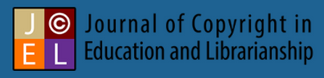 J ©
E L
Journal of Copyright in
Education and Librarianship